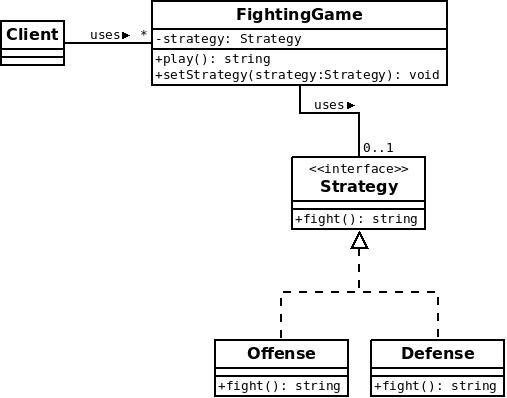 FightingGame
Client
uses▶ *
-strategy: Strategy
+play(): string
+setStrategy(strategy:Strategy): void
uses▶
0..1
<<interface>>
Strategy
+fight(): string
Offense
+fight(): string
Defense
+fight(): string